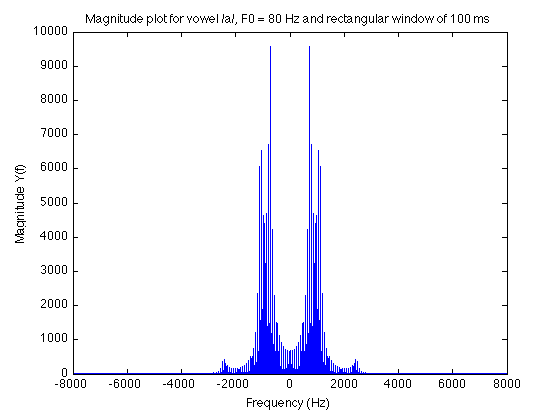 Magnitude plot for vowel /a/, F0 = 80 Hz and rectangular window of 100 ms
10000
9000
8000
7000
6000
5000
4000
3000
2000
1000
0
Magnitude Y(f)
-8000 -6000 -4000 -2000 0 2000 4000 6000 8000
Frequency (Hz)